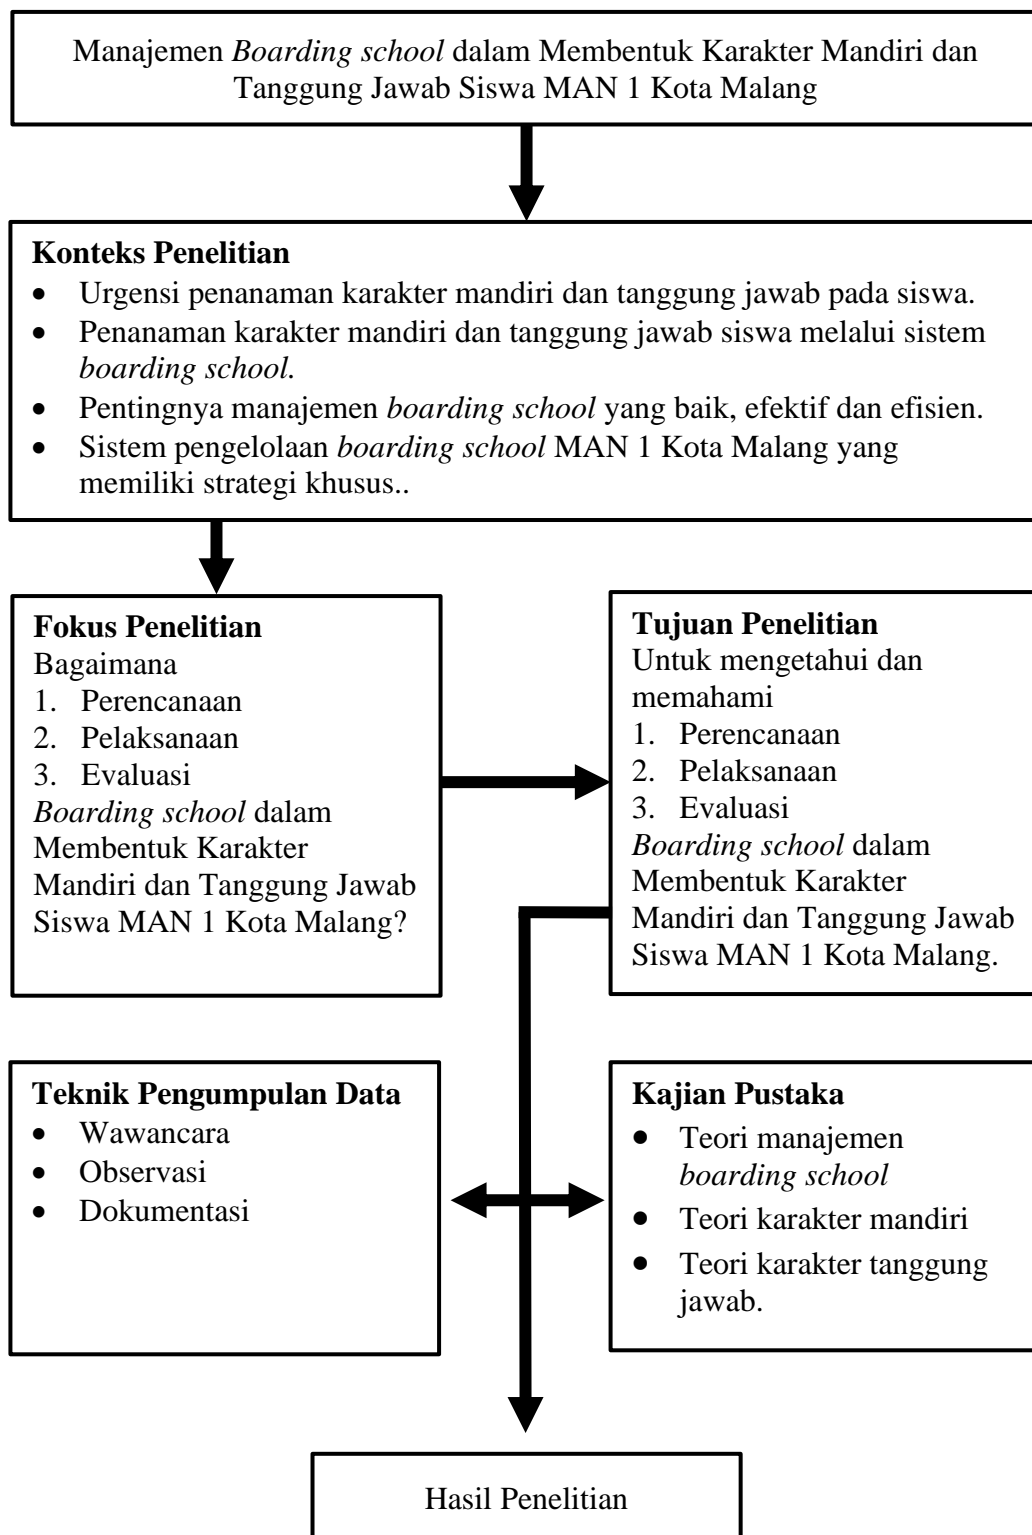 Manajemen Boarding school dalam Membentuk Karakter Mandiri dan
Tanggung Jawab Siswa MAN 1 Kota Malang
Konteks Penelitian
• Urgensi penanaman karakter mandiri dan tanggung jawab pada siswa.
• Penanaman karakter mandiri dan tanggung jawab siswa melalui sistem
boarding school.
• Pentingnya manajemen boarding school yang baik, efektif dan efisien.
• Sistem pengelolaan boarding school MAN 1 Kota Malang yang
memiliki strategi khusus..
Fokus Penelitian
Bagaimana
1. Perencanaan
2. Pelaksanaan
3. Evaluasi
Boarding school dalam
Membentuk Karakter
Mandiri dan Tanggung Jawab
Siswa MAN 1 Kota Malang?
Tujuan Penelitian
Untuk mengetahui dan
memahami
1. Perencanaan
2. Pelaksanaan
3. Evaluasi
Boarding school dalam
Membentuk Karakter
Mandiri dan Tanggung Jawab
Siswa MAN 1 Kota Malang.
Teknik Pengumpulan Data
• Wawancara
• Observasi
• Dokumentasi
Kajian Pustaka
• Teori manajemen
boarding school
• Teori karakter mandiri
• Teori karakter tanggung
jawab.
Hasil Penelitian